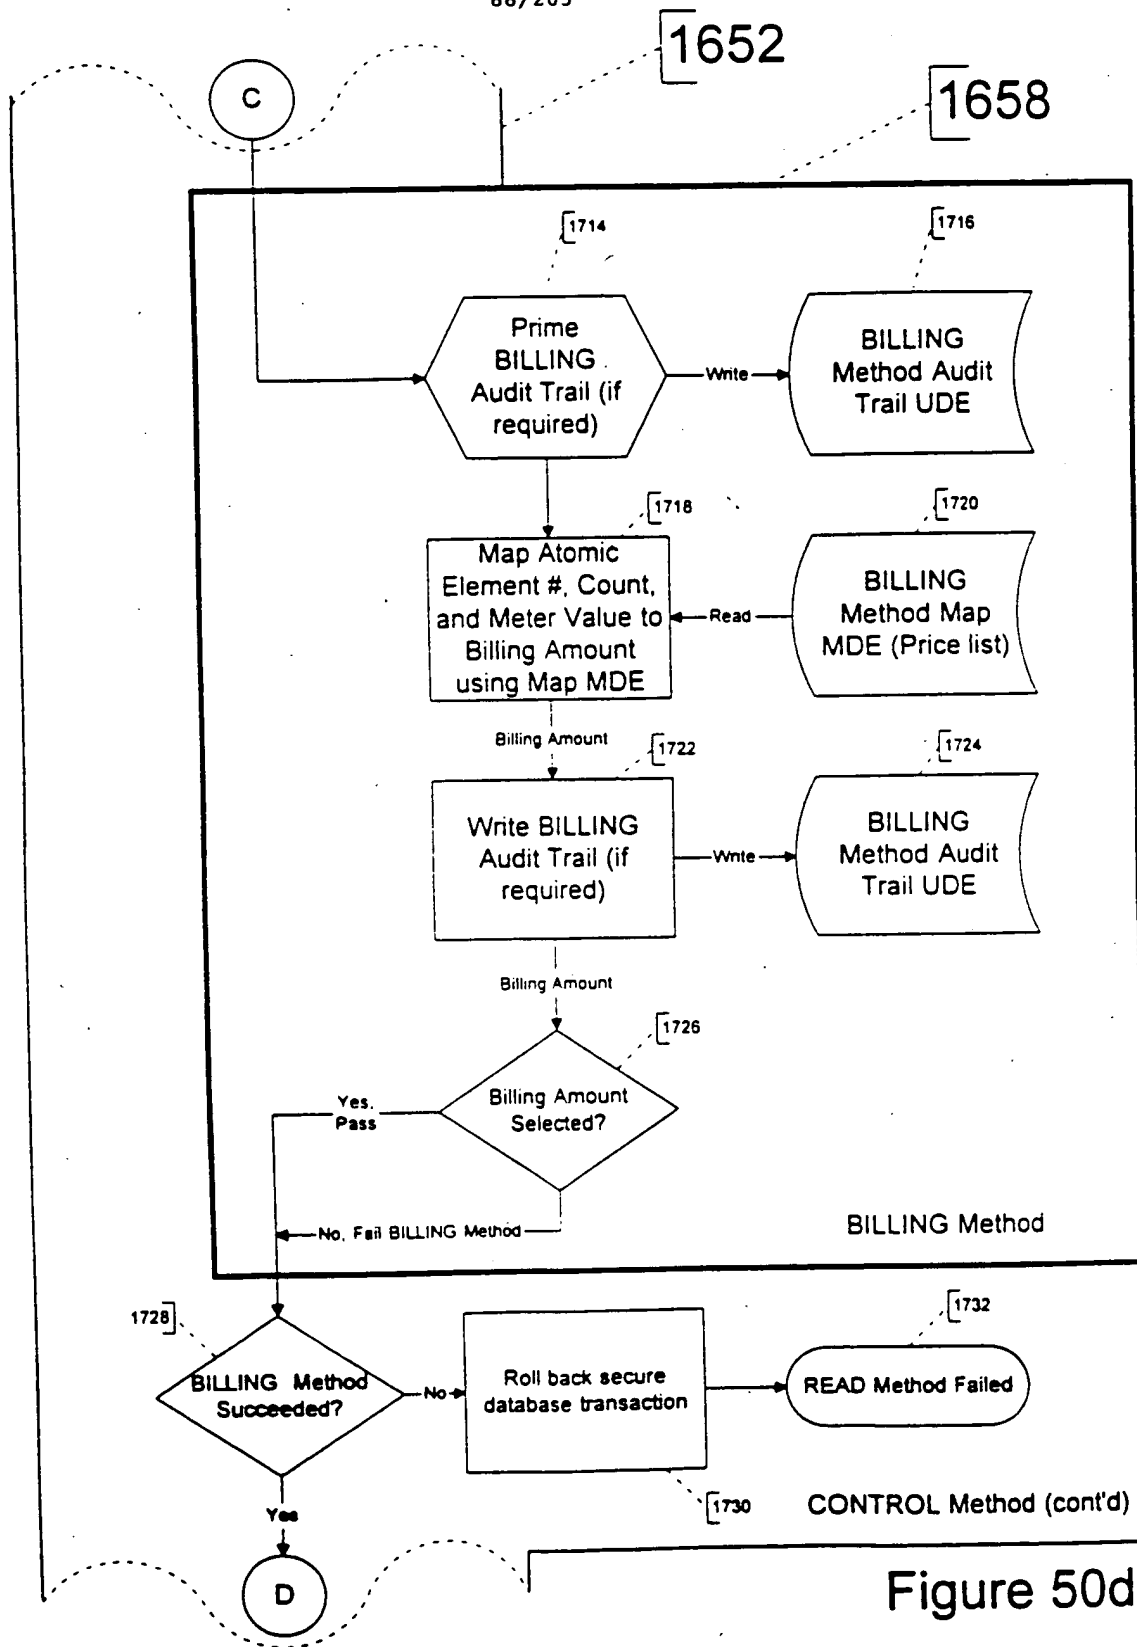 66/205
1652
1658
C
1714
1716
Prime
BILLING
Audit Trail (if
required)
Write
BILLING
Method Audit
Trail UDE
1718
1720
Map Atomic
Element #, Count,
and Meter Value to
Billing Amount
using Map MDE
Read
BILLING
Method Map
MDE (Price list)
Billing Amount
1722
1724
Write BILLING
Audit Trail (if
required)
Write
BILLING
Method Audit
Trail UDE
Billing Amount
1726
Billing Amount
Selected?
Yes,
Pass
No, Fail BILLING Method
BILLING Method
1728
1732
BILLING Method
Succeeded?
No
Roll back secure
database transaction
READ Method Failed
1730
CONTROL Method (cont'd)
Yes
D
Figure 50d